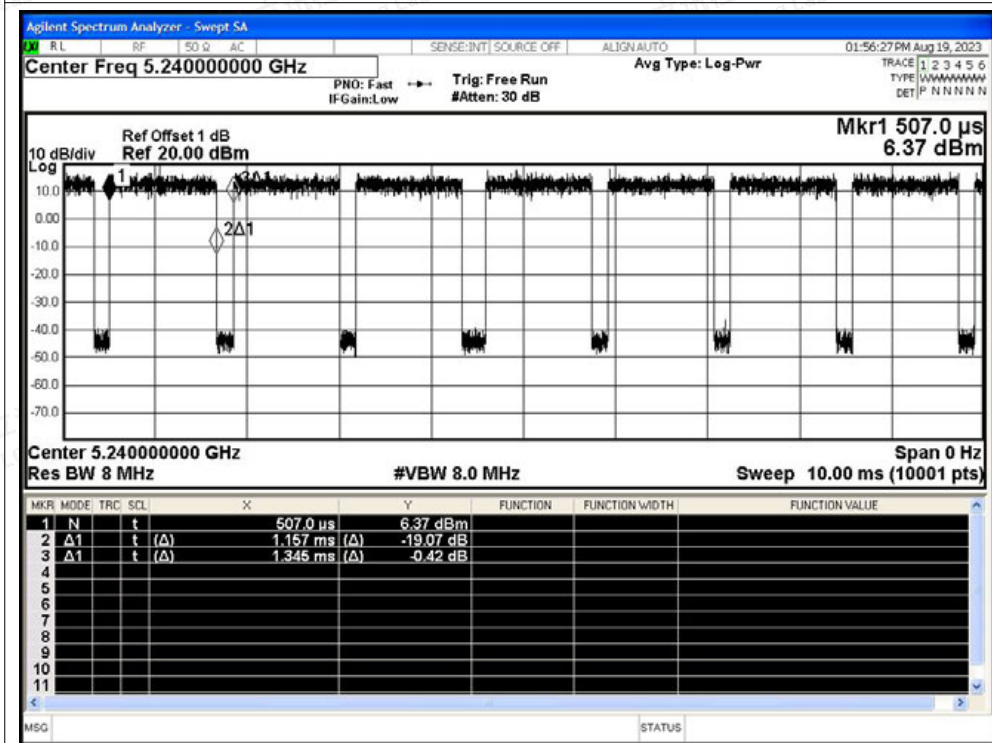 Agilent Spectrum Analyzer - Swept SA
RL RF 50 Ω AC SENSE:INT SOURCE OFF ALIGN AUTO 01:56:27 PM Aug 19, 2023
Center Freq 5.240000000 GHz
PNO: Fast
IFGain:Low
Trig: Free Run
#Atten: 30 dB
Avg Type: Log-Pwr
TRACE 1 2 3 4 5 6
TYPE WWWWWW
DET P N N N N N
Mkr1 507.0 µs
6.37 dBm
Ref Offset 1 dB
10 dB/div Ref 20.00 dBm
Log
10.0
0.00
-10.0
-20.0
-30.0
-40.0
-50.0
-60.0
-70.0
1
3Δ1
2Δ1
Center 5.240000000 GHz Span 0 Hz
Res BW 8 MHz #VBW 8.0 MHz Sweep 10.00 ms (10001 pts)
MKR MODE TRC SCL X Y FUNCTION FUNCTION WIDTH FUNCTION VALUE
1 N t 507.0 µs 6.37 dBm
2 Δ1 t (Δ) 1.157 ms (Δ) -19.07 dB
3 Δ1 t (Δ) 1.345 ms (Δ) -0.42 dB
4
5
6
7
8
9
10
11
MSG STATUS